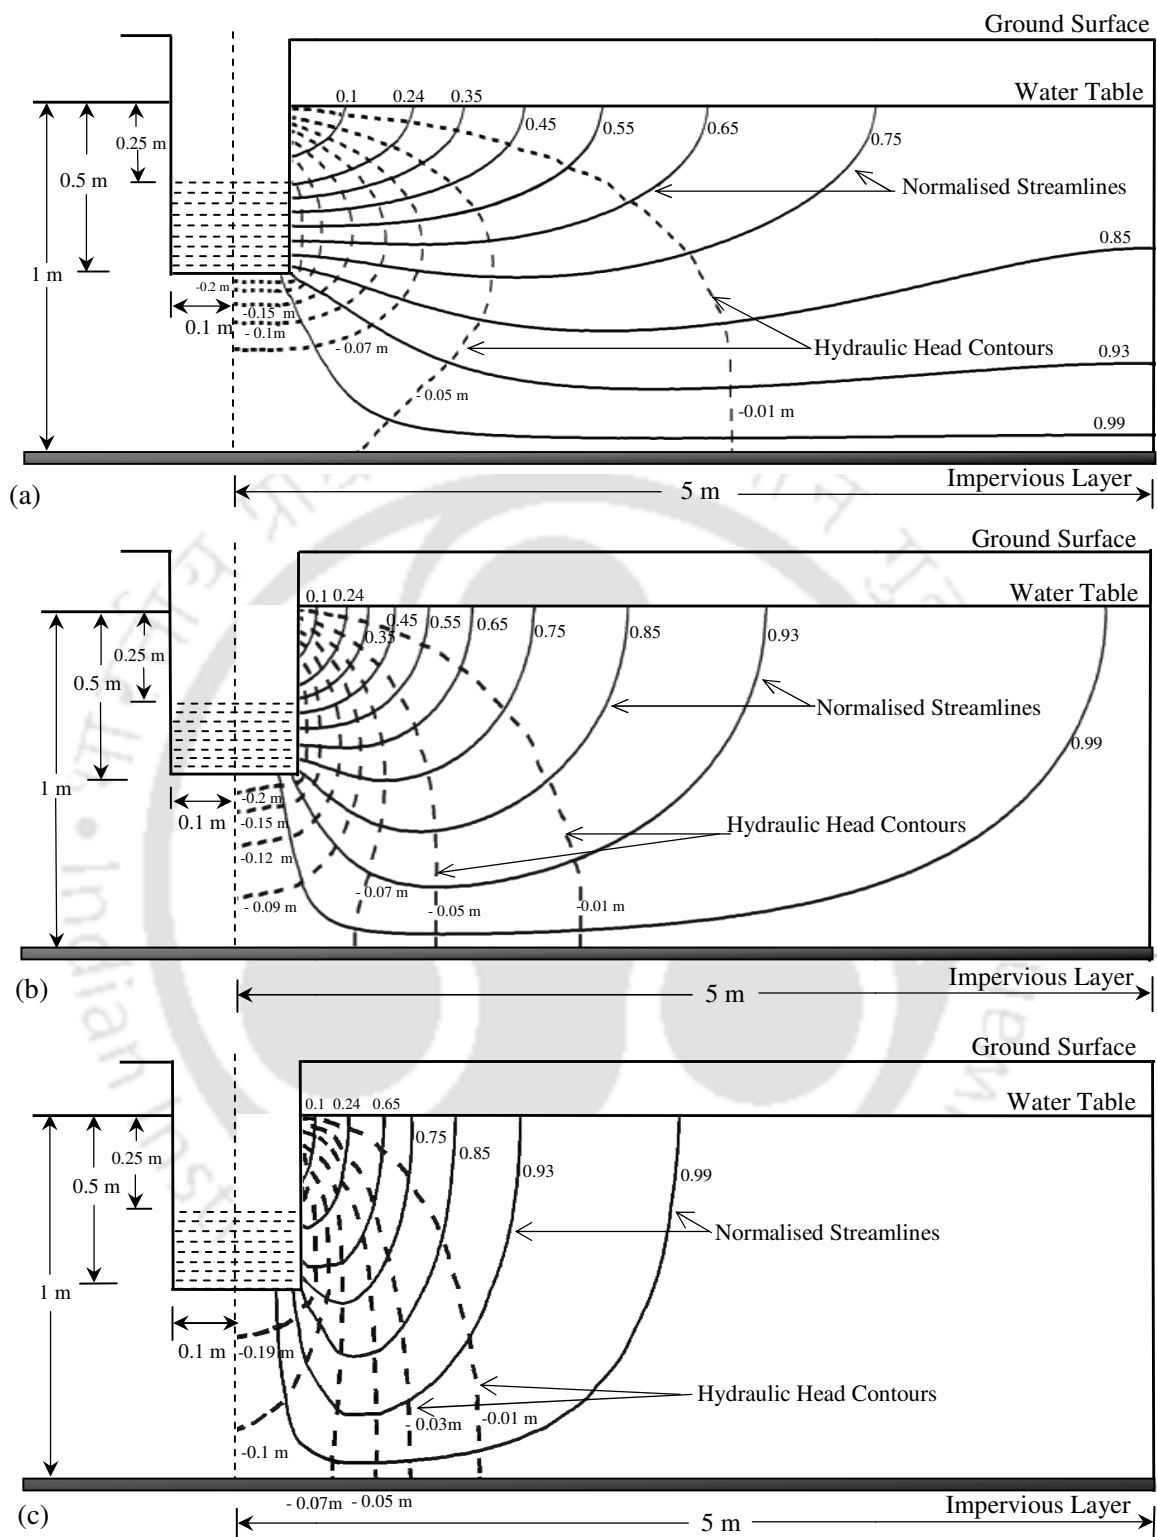 Ground Surface
Water Table
0.1 0.24 0.35
0.45 0.55 0.65 0.75
0.25 m
0.5 m
1 m
Normalised Streamlines
0.85
-0.2 m
0.1 m
-0.15 m
- 0.1m
- 0.07 m
Hydraulic Head Contours
0.93
- 0.05 m
-0.01 m
0.99
(a)
Impervious Layer
5 m
Ground Surface
Water Table
0.1 0.24
0.35 0.45 0.55 0.65 0.75 0.85 0.93
0.25 m
0.5 m
1 m
Normalised Streamlines
0.99
-0.2 m
0.1 m
-0.15 m
-0.12 m
Hydraulic Head Contours
- 0.09 m
- 0.07 m
- 0.05 m
-0.01 m
(b)
Impervious Layer
5 m
• Indian Inst
Ground Surface
Water Table
0.1 0.24 0.65
0.75 0.85 0.93 0.99
0.25 m
0.5 m
1 m
Normalised Streamlines
0.1 m
-0.19 m
Hydraulic Head Contours
-0.1 m
- 0.03m
-0.01 m
- 0.07m - 0.05 m
(c)
Impervious Layer
5 m